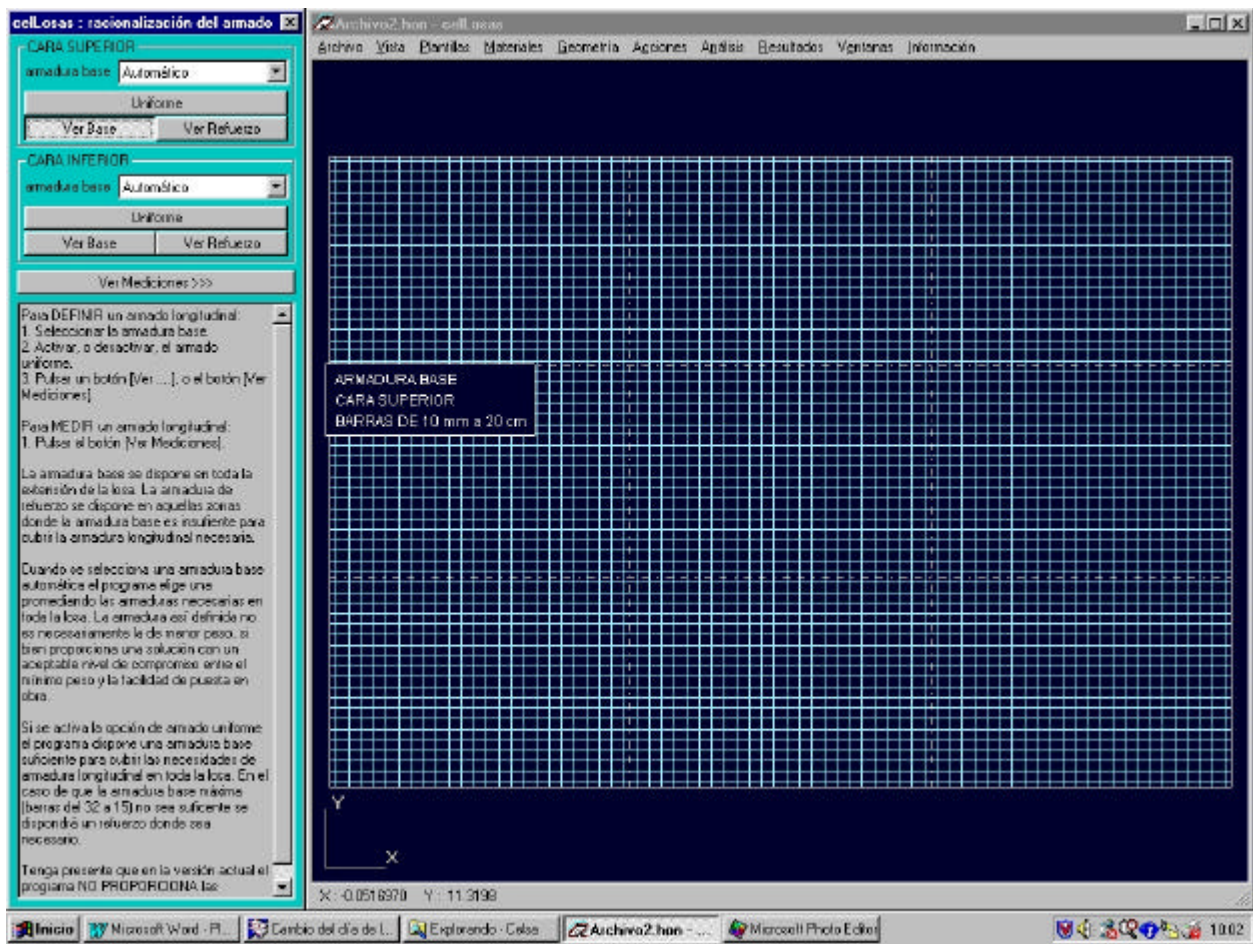 celLosas : racionalización del armado
CARA SUPERIOR
armadura base Automático
Uniforme
Ver Base Ver Refuerzo
CARA INFERIOR
armadura base Automático
Uniforme
Ver Base Ver Refuerzo
Ver Mediciones >>>
Para DEFINIR un armado longitudinal:
1. Seleccionar la armadura base.
2. Activar, o desactivar, el armado
uniforme.
3. Pulsar un botón [Ver ....], o el botón [Ver
Mediciones]
Para MEDIR un armado longitudinal:
1. Pulsar el botón [Ver Mediciones].
La armadura base se dispone en toda la
extensión de la losa. La armadura de
refuerzo se dispone en aquellas zonas
donde la armadura base es insufiente para
cubrir la armadura longitudinal necesaria.
Cuando se selecciona una armadura base
automática el programa elige una
promediando las armaduras necesarias en
toda la losa. La armadura así definida no
es necesariamente la de menor peso, si
bien proporciona una solución con un
aceptable nivel de compromiso entre el
mínimo peso y la facilidad de puesta en
obra.
Si se activa la opción de armado uniforme
el programa dispone una armadura base
suficiente para cubrir las necesidades de
armadura longitudinal en toda la losa. En el
caso de que la armadura base máxima
(barras del 32 a 15) no sea suficente se
dispondrá un refuerzo donde sea
necesario.
Tenga presente que en la versión actual el
programa NO PROPORCIONA las
Archivo2.hon - celLosas
Archivo Vista Plantillas Materiales Geometría Acciones Análisis Resultados Ventanas Información
ARMADURA BASE
CARA SUPERIOR
BARRAS DE 10 mm a 20 cm
Y
X
X : -0.0516970 Y : 11.3198
Inicio Microsoft Word - Pl... Cambio del día de l... Explorando - Celsa Archivo2.hon - ... Microsoft Photo Editor 10:02